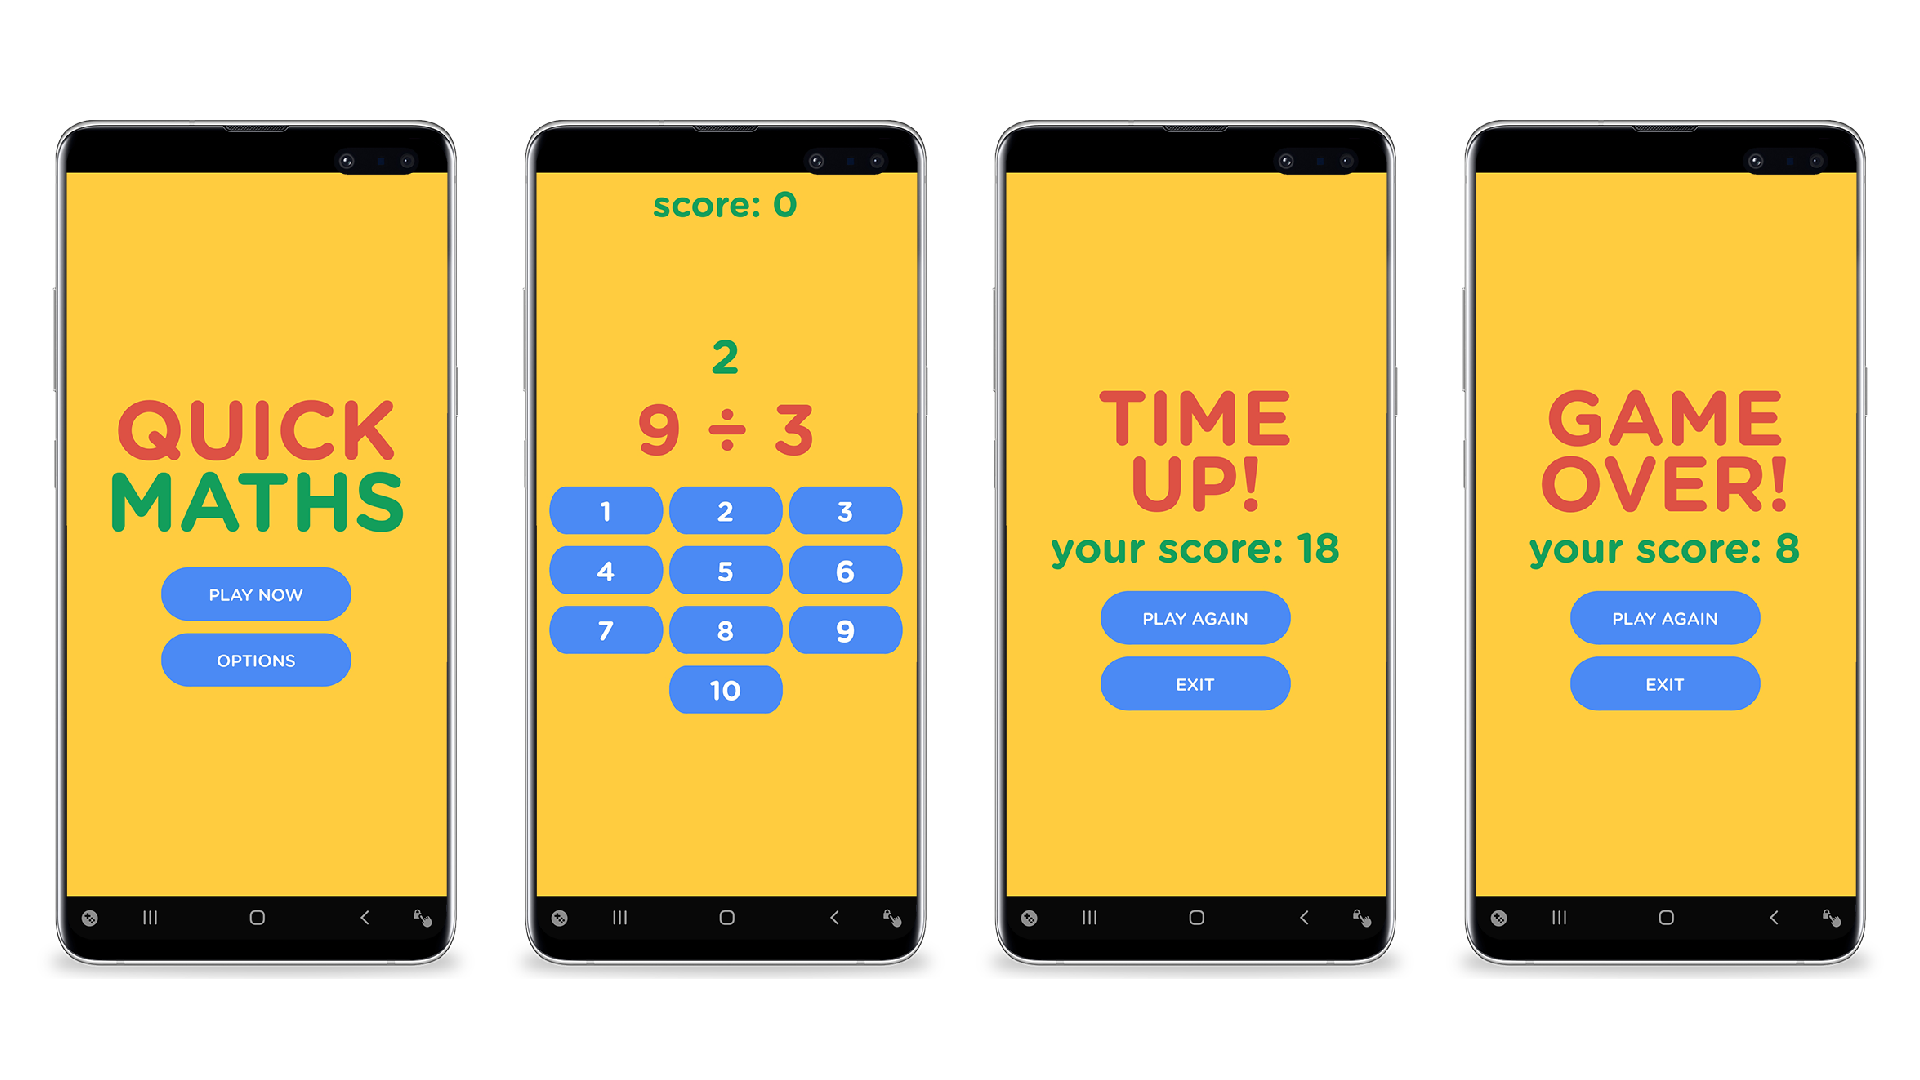 QUICK
MATHS
PLAY NOW
OPTIONS
score: 0
2
9 ÷ 3
1 2 3
4 5 6
7 8 9
10
TIME
UP!
your score: 18
PLAY AGAIN
EXIT
GAME
OVER!
your score: 8
PLAY AGAIN
EXIT